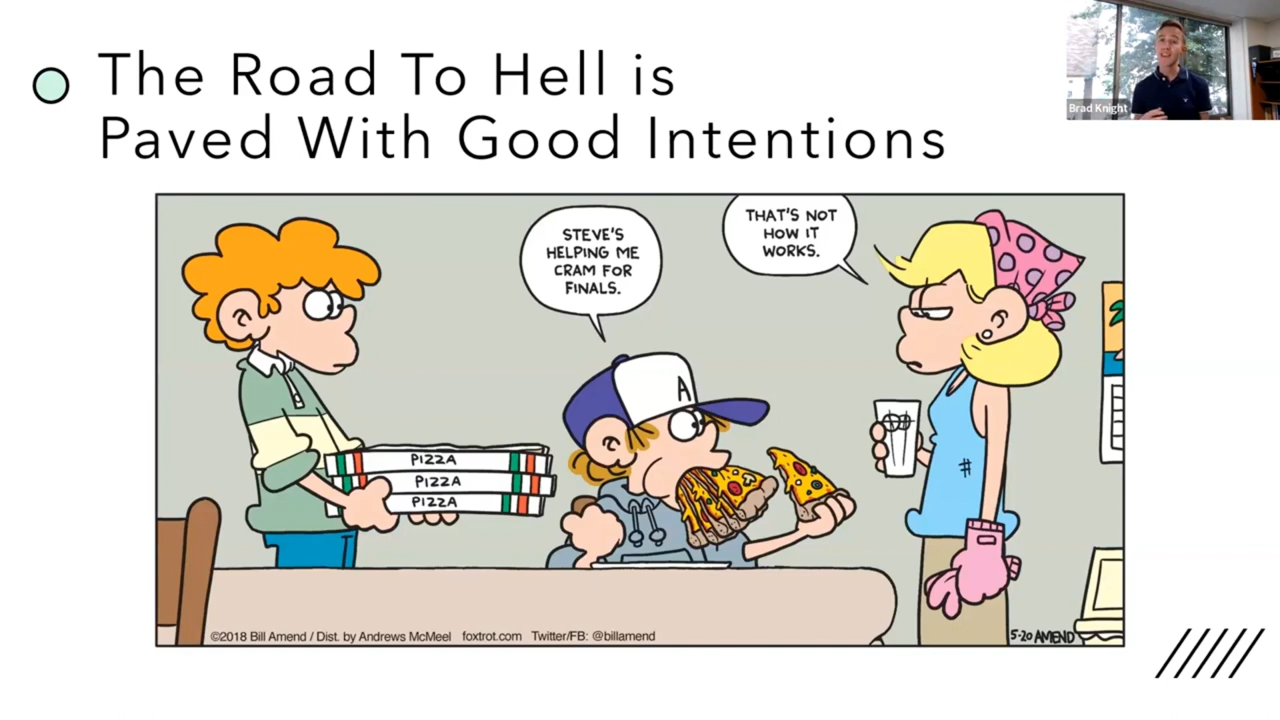 The Road To Hell is
Paved With Good Intentions
Brad Knight
STEVE'S
HELPING ME
CRAM FOR
FINALS.
THAT'S NOT
HOW IT
WORKS.
A
PIZZA
PIZZA
PIZZA
©2018 Bill Amend / Dist. by Andrews McMeel foxtrot.com Twitter/FB: @billamend
5-20 AMEND